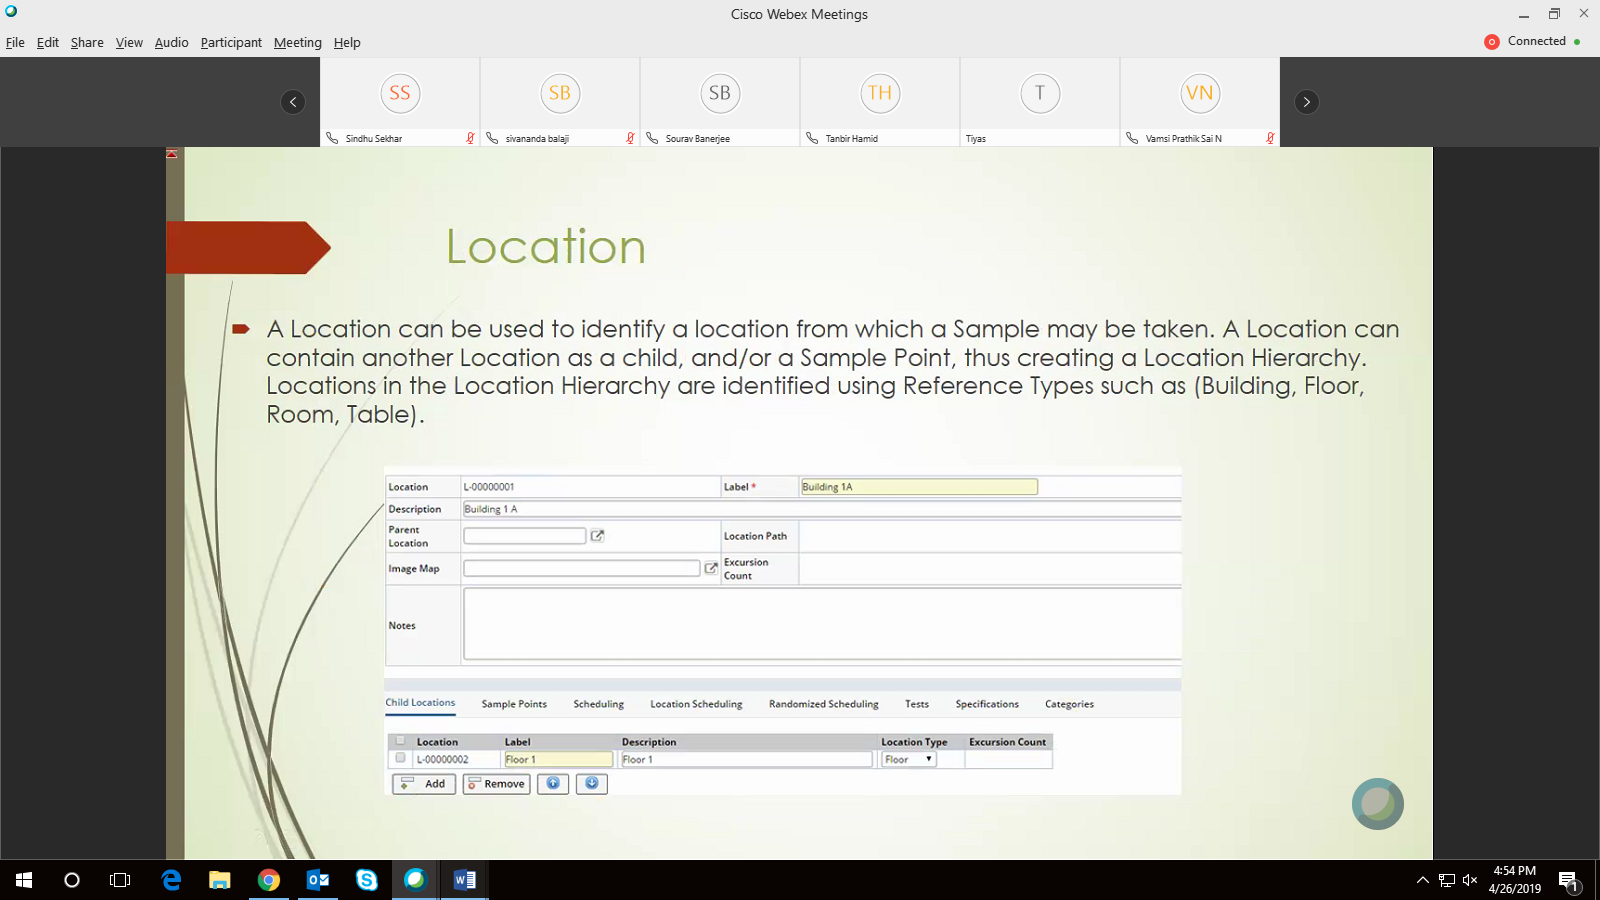 Cisco Webex Meetings
File Edit Share View Audio Participant Meeting Help
Connected
SS SB SB TH T VN
Sindhu Sekhar sivananda balaji Sourav Banerjee Tanbir Hamid Tiyas Vamsi Prathik Sai N
Location
A Location can be used to identify a location from which a Sample may be taken. A Location can
contain another Location as a child, and/or a Sample Point, thus creating a Location Hierarchy.
Locations in the Location Hierarchy are identified using Reference Types such as (Building, Floor,
Room, Table).
Location L-00000001 Label * Building 1A
Description Building 1 A
Parent
Location
Location Path
Image Map
Excursion
Count
Notes
Child Locations Sample Points Scheduling Location Scheduling Randomized Scheduling Tests Specifications Categories
Location Label Description Location Type Excursion Count
L-00000002 Floor 1 Floor 1 Floor
Add Remove
4:54 PM
4/26/2019
1